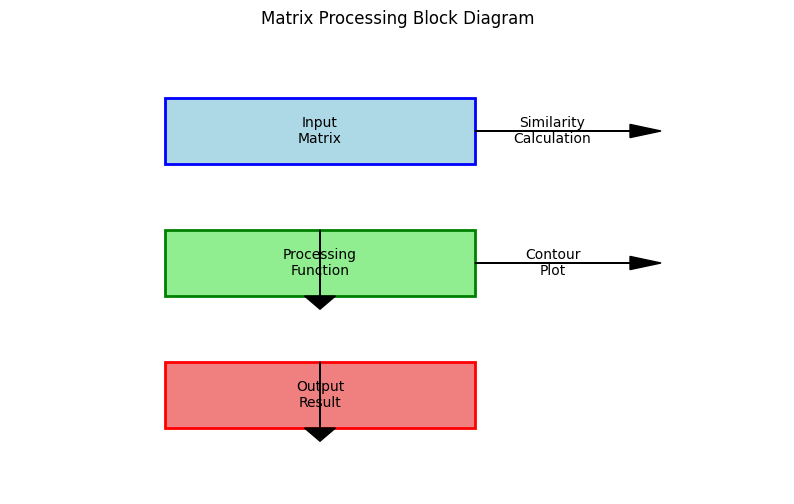 Matrix Processing Block Diagram
Input
Matrix
Similarity
Calculation
Processing
Function
Contour
Plot
Output
Result